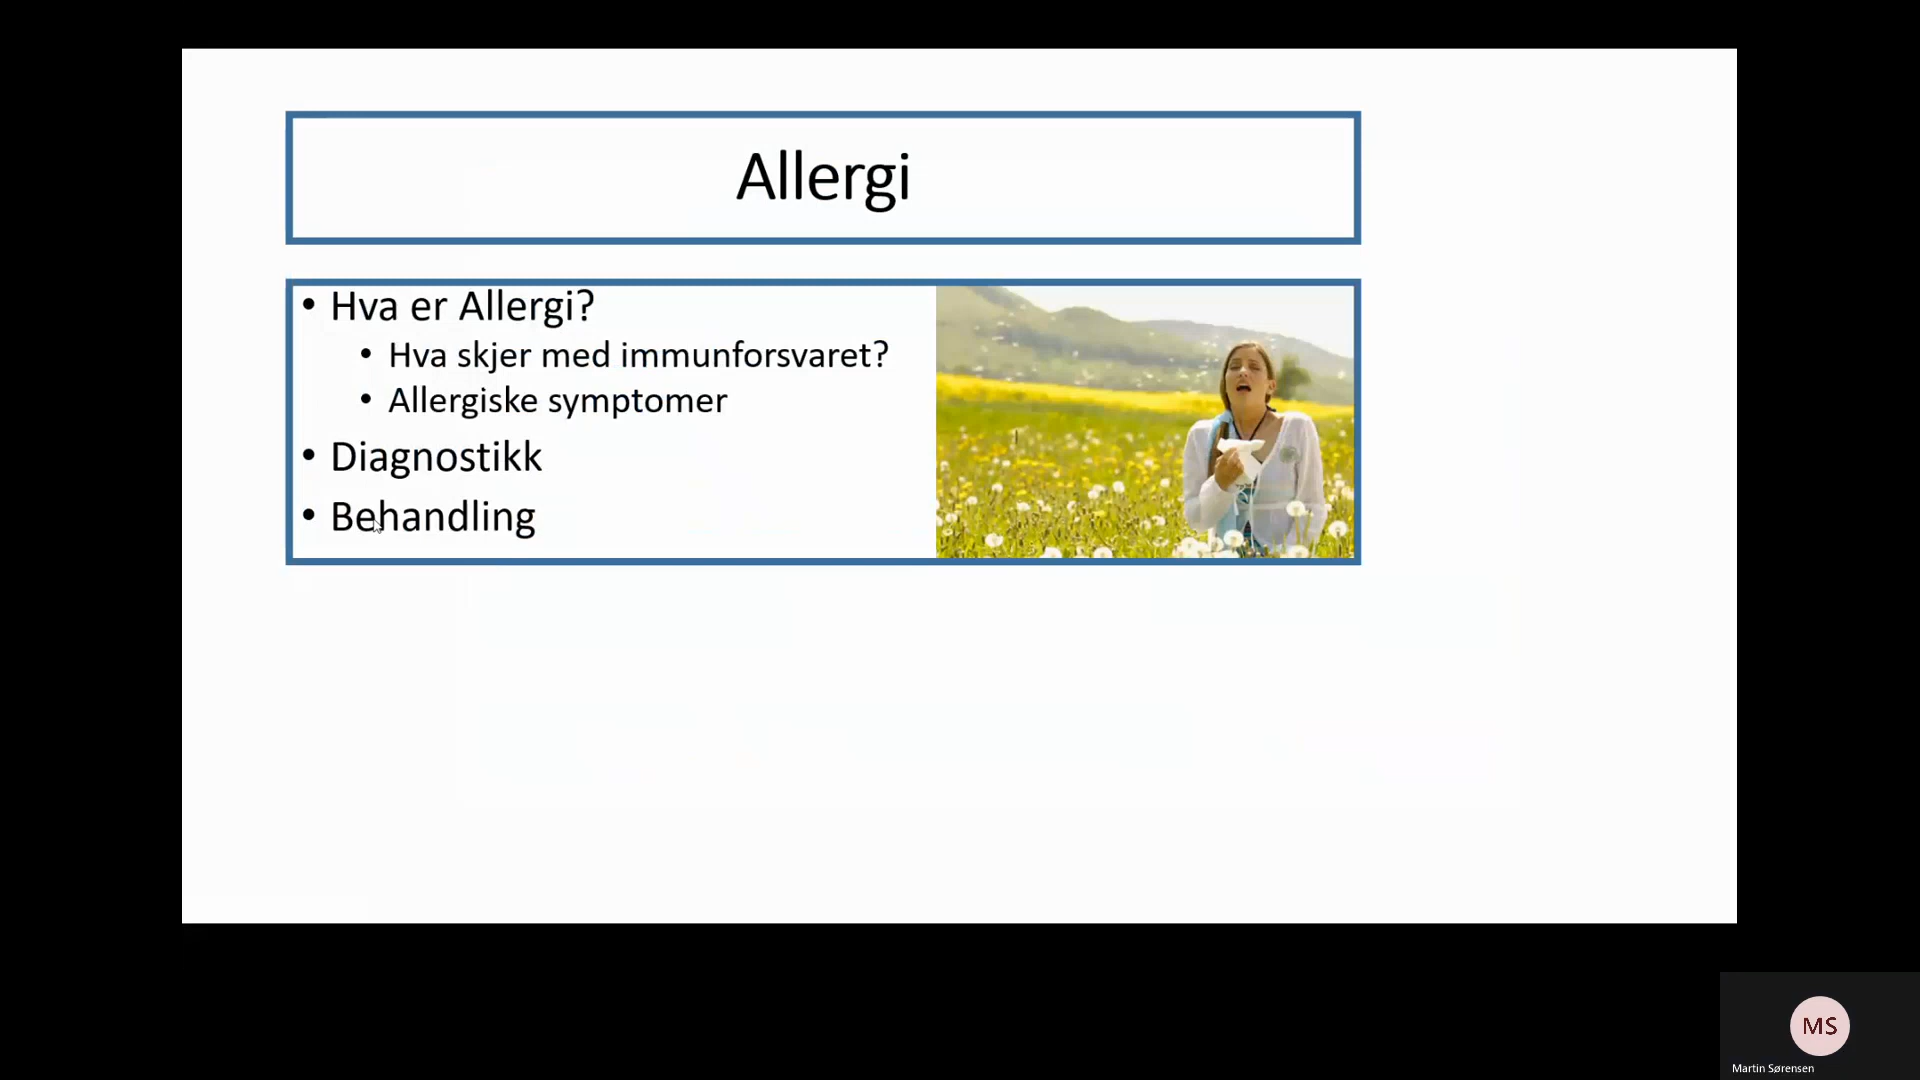 Allergi
• Hva er Allergi?
• Hva skjer med immunforsvaret?
• Allergiske symptomer
• Diagnostikk
• Behandling
MS
Martin Sørensen